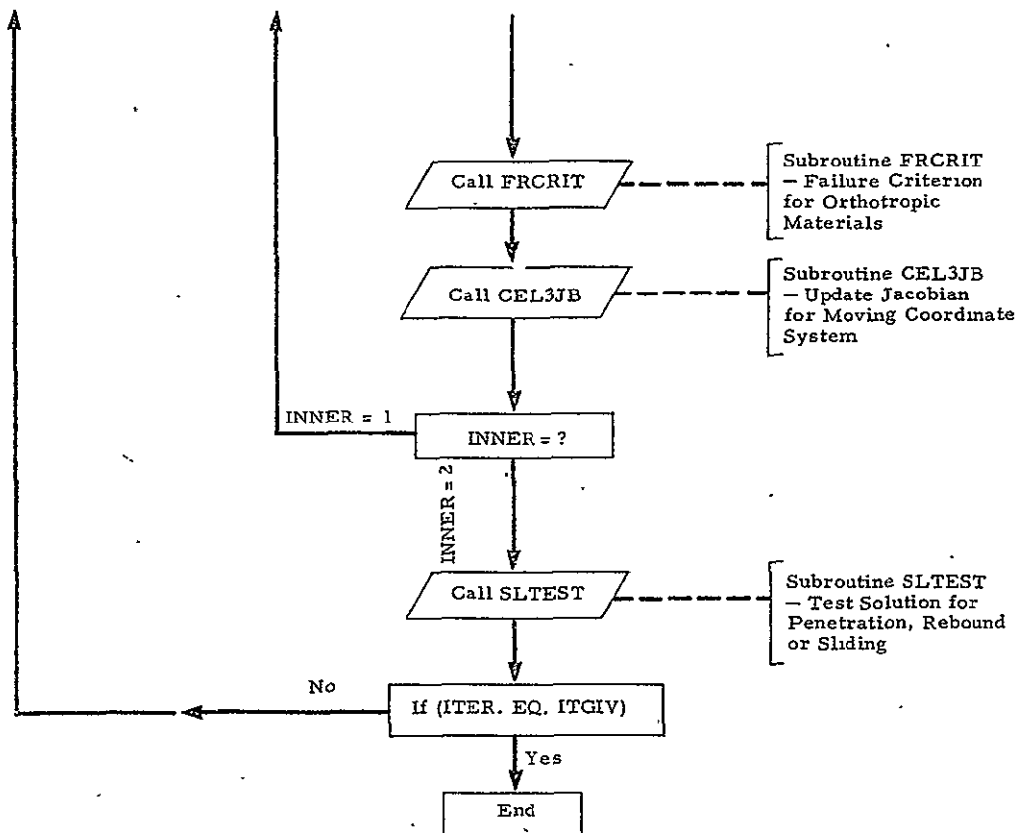 Call FRCRIT
Subroutine FRCRIT
— Failure Criterion
for Orthotropic
Materials
Call CEL3JB
Subroutine CEL3JB
— Update Jacobian
for Moving Coordinate
System
INNER = 1
INNER = ?
INNER = 2
Call SLTEST
Subroutine SLTEST
— Test Solution for
Penetration, Rebound
or Sliding
No
If (ITER. EQ. ITGIV)
Yes
End